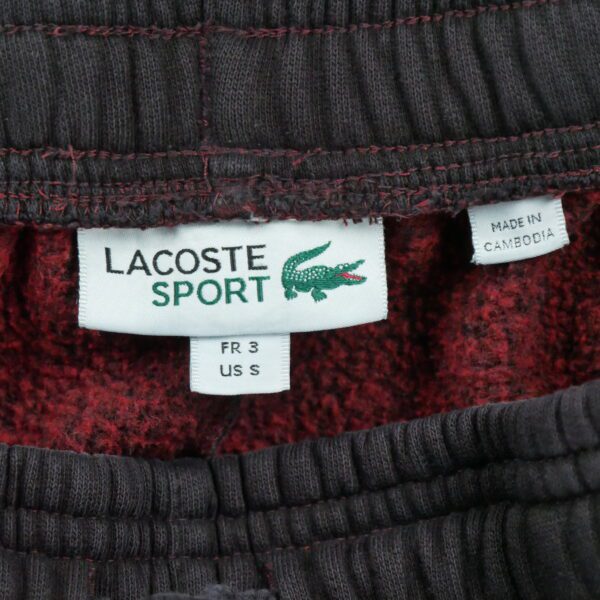 LACOSTE
SPORT
FR 3
US S
MADE IN
CAMBODIA